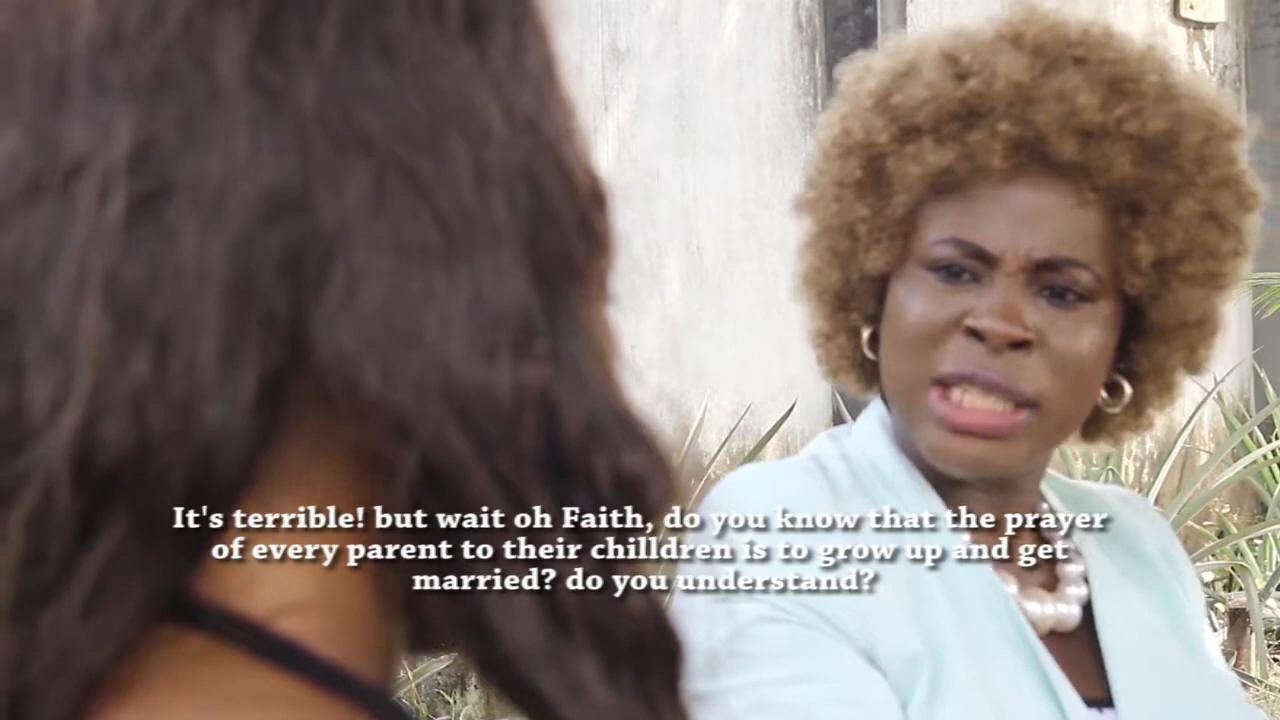 It's terrible! but wait oh Faith, do you know that the prayer
of every parent to their chilldren is to grow up and get
married? do you understand?